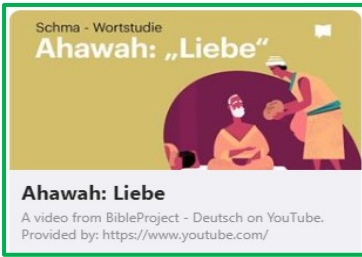 Schma - Wortstudie
Ahawah: „Liebe“
Ahawah: Liebe
A video from BibleProject - Deutsch on YouTube.
Provided by: https://www.youtube.com/